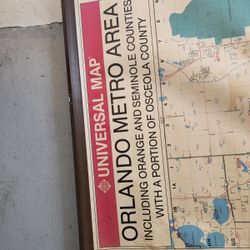 UNIVERSAL MAP
ORLANDO METRO AREA
INCLUDING ORANGE AND SEMINOLE COUNTIES
WITH A PORTION OF OSCEOLA COUNTY